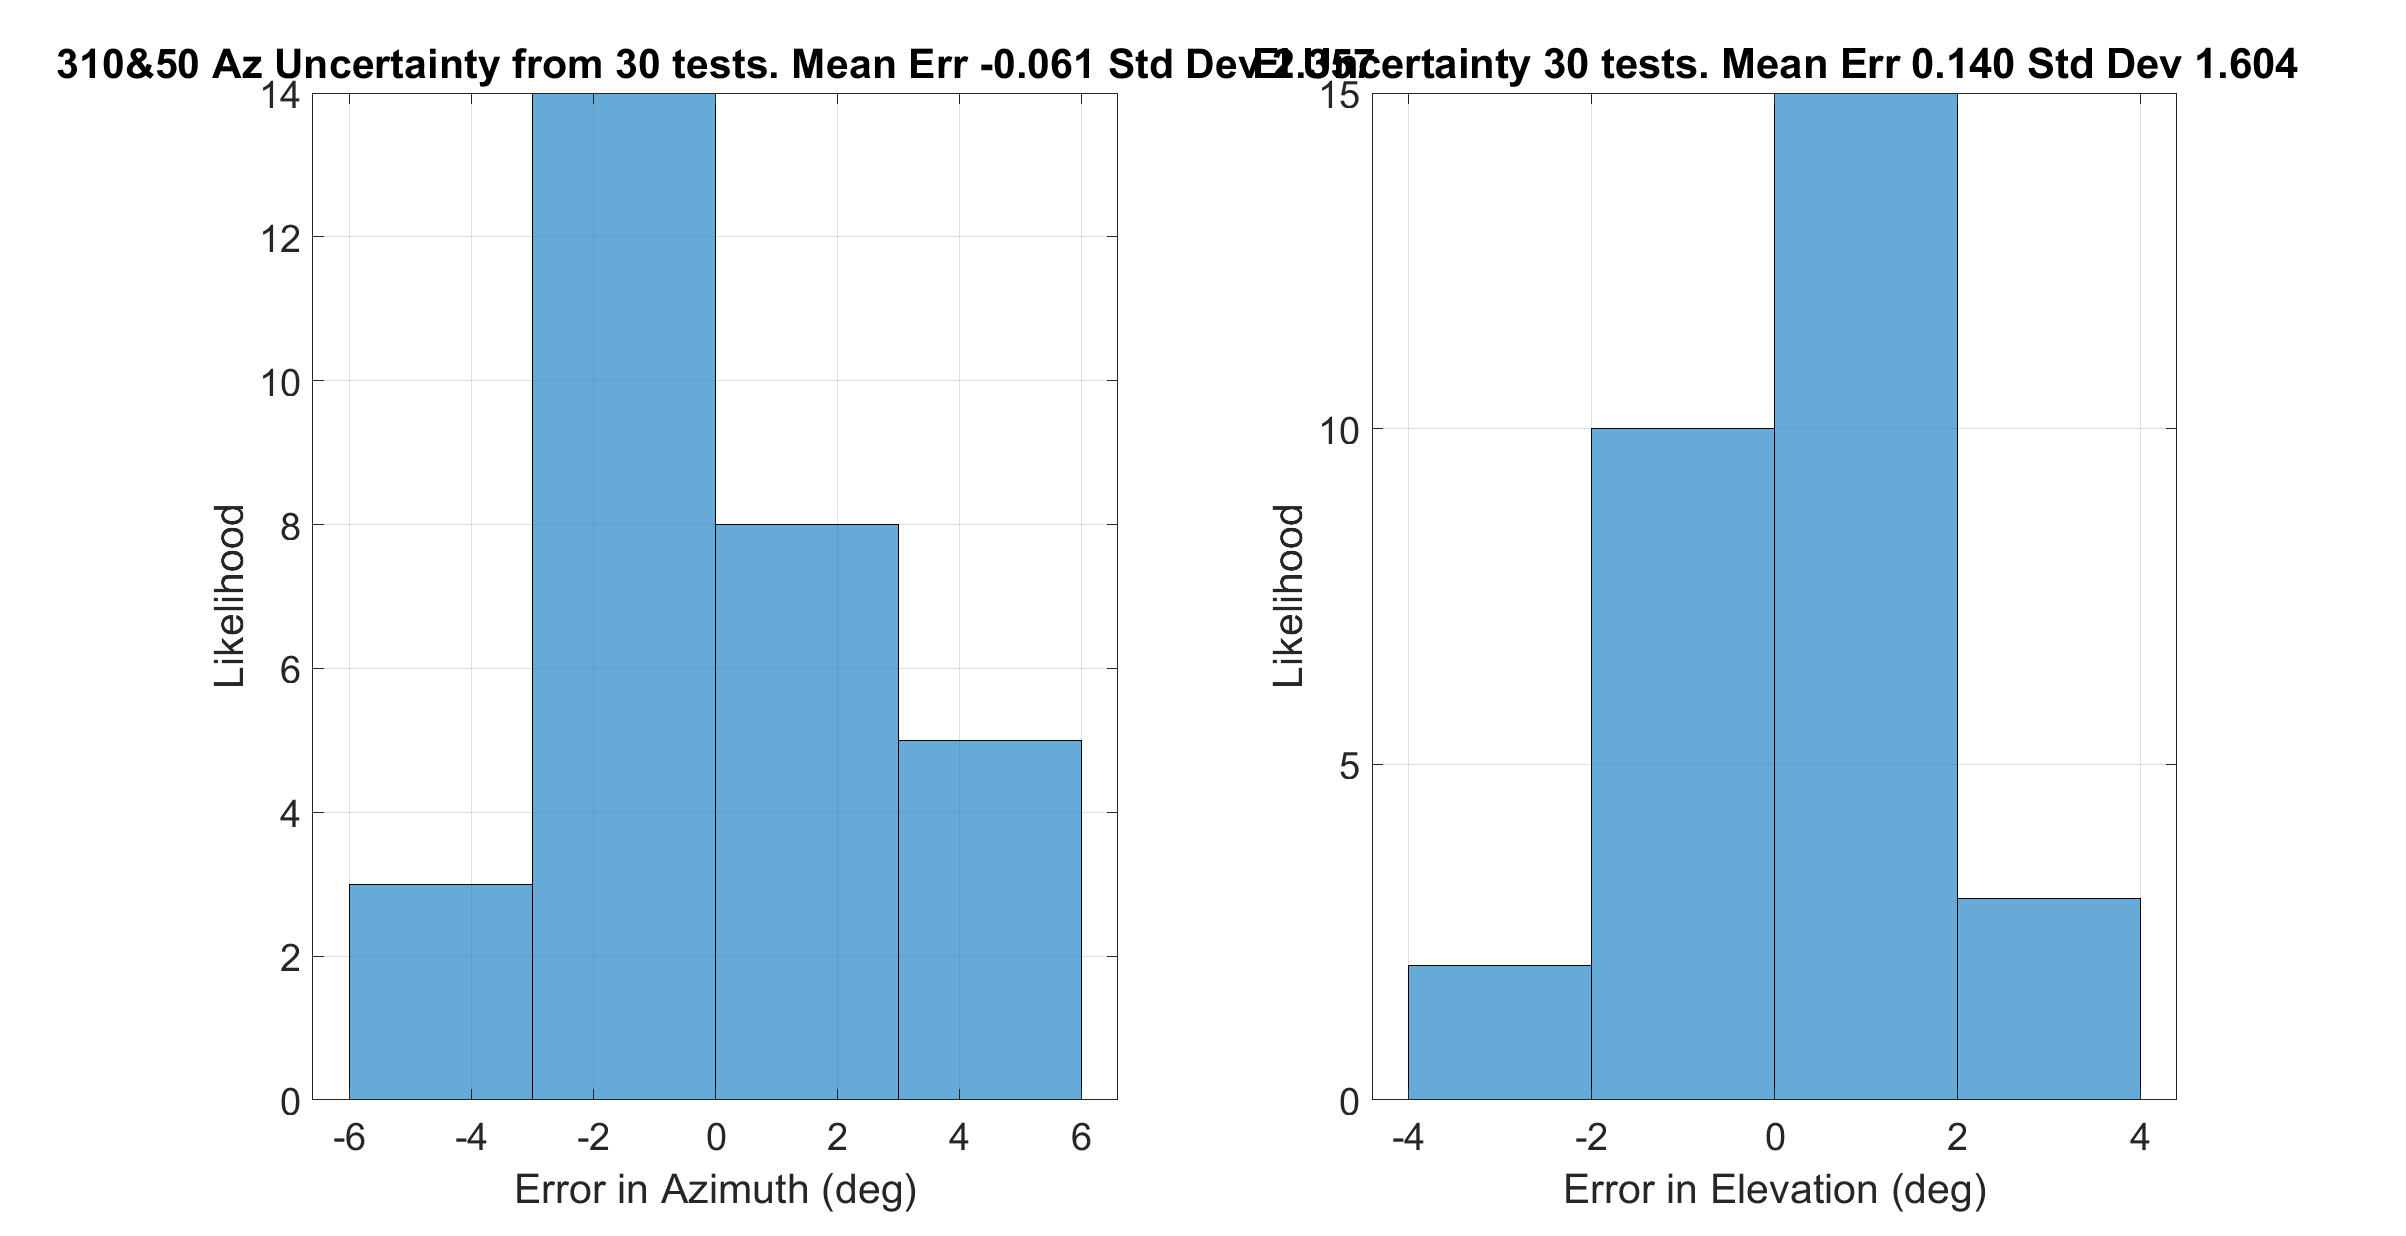 310&50 Az Uncertainty from 30 tests. Mean Err -0.061 Std Dev 2.357
El Uncertainty 30 tests. Mean Err 0.140 Std Dev 1.604
14
12
10
8
6
4
2
0
Likelihood
-6 -4 -2 0 2 4 6
Error in Azimuth (deg)
15
10
5
0
Likelihood
-4 -2 0 2 4
Error in Elevation (deg)